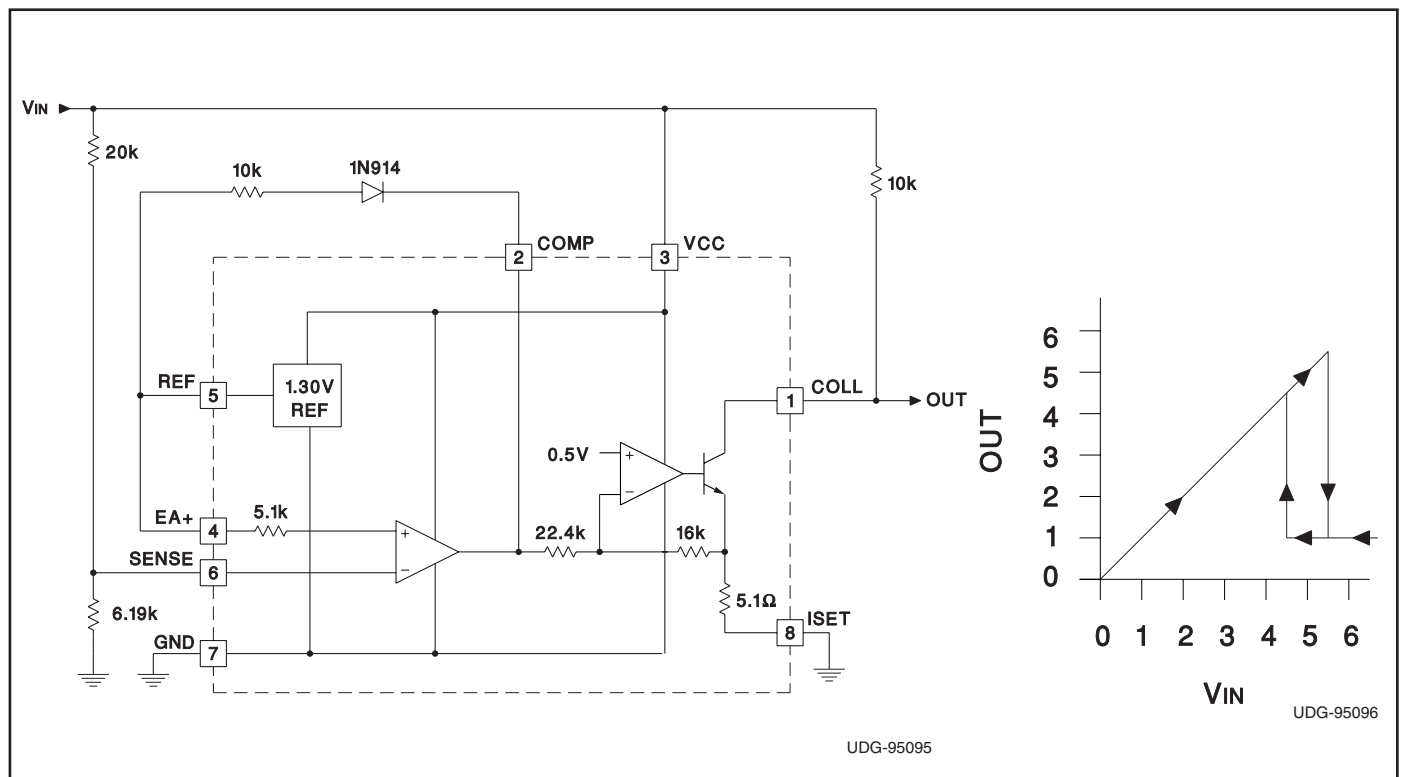 VIN
20k
10k
1N914
10k
2
COMP
3
VCC
REF
5
1.30V
REF
1
COLL
OUT
0.5V
+
−
EA+
4
5.1k
+
−
22.4k
16k
SENSE
6
6.19k
5.1Ω
ISET
8
GND
7
UDG-95095
6
5
4
3
2
1
0
OUT
0 1 2 3 4 5 6
VIN
UDG-95096